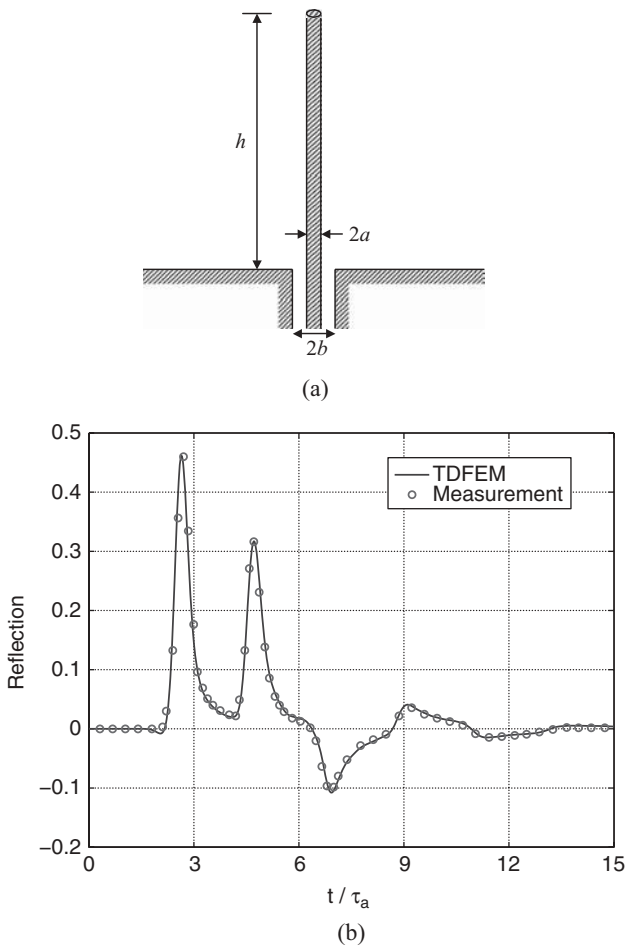 h
2a
2b
(a)
0.5
0.4
0.3
0.2
0.1
0
−0.1
−0.2
Reflection
TDFEM
Measurement
0 3 6 9 12 15
t / τa
(b)